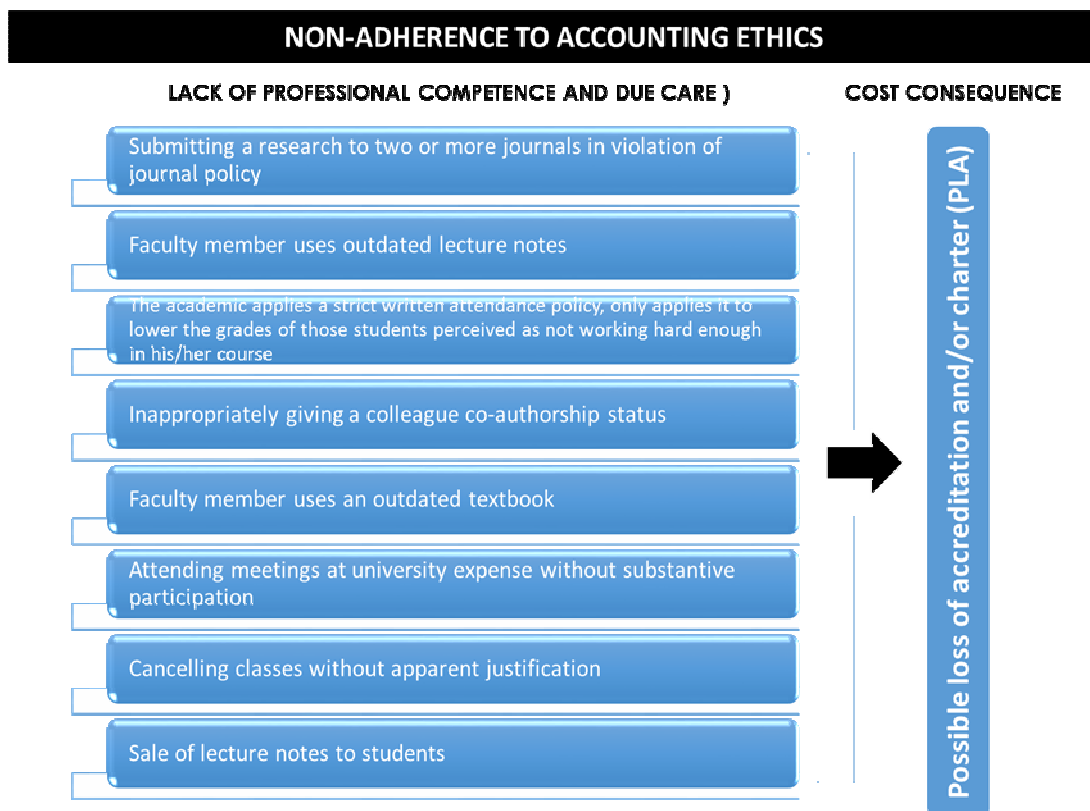 NON-ADHERENCE TO ACCOUNTING ETHICS
LACK OF PROFESSIONAL COMPETENCE AND DUE CARE )
COST CONSEQUENCE
Submitting a research to two or more journals in violation of
journal policy
Faculty member uses outdated lecture notes
The academic applies a strict written attendance policy, only applies it to
lower the grades of those students perceived as not working hard enough
in his/her course
Inappropriately giving a colleague co-authorship status
Faculty member uses an outdated textbook
Attending meetings at university expense without substantive
participation
Cancelling classes without apparent justification
Sale of lecture notes to students
Possible loss of accreditation and/or charter (PLA)